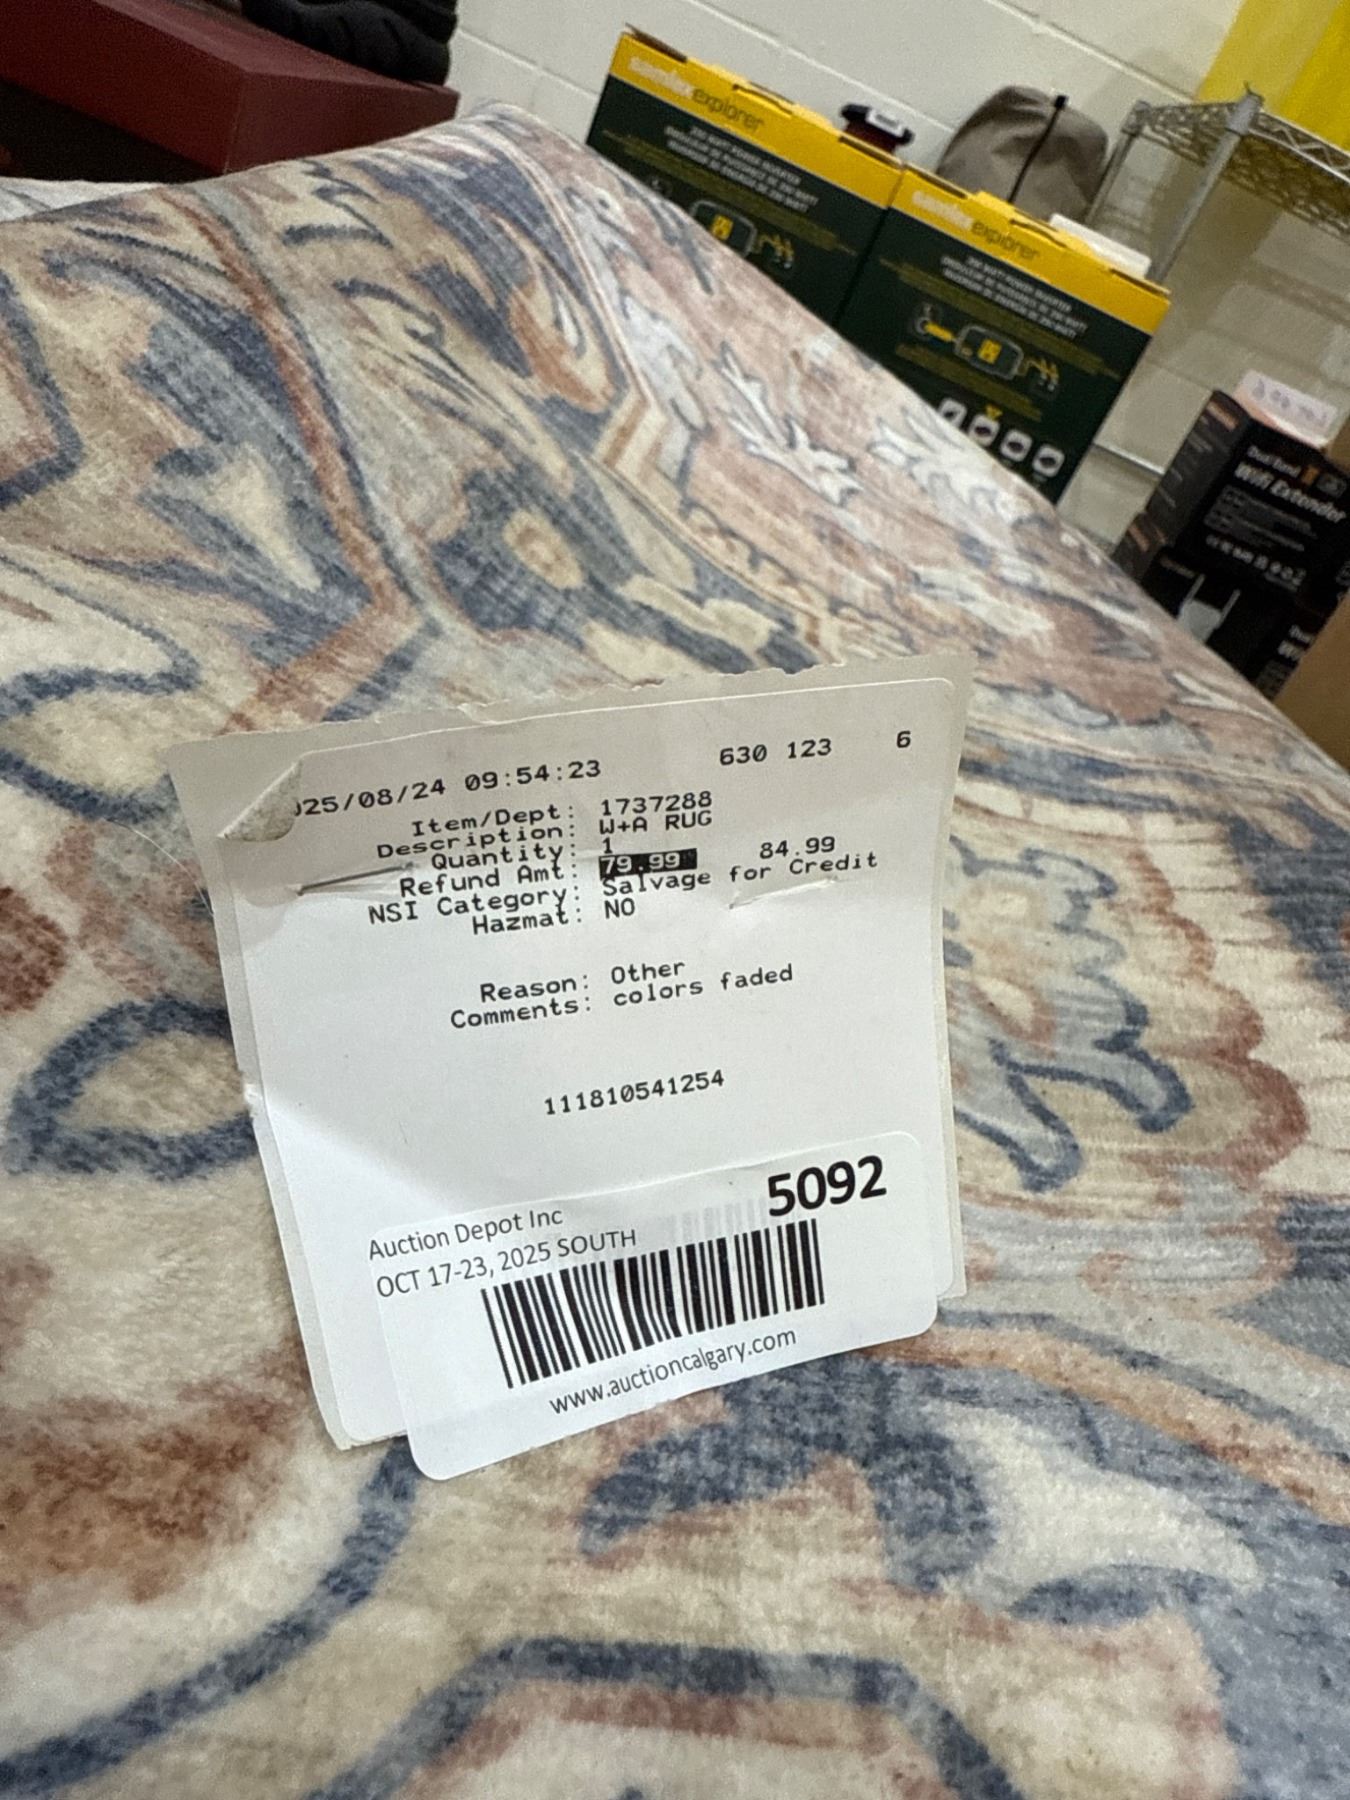 explorer
explorer
Wifi Extender
025/08/24 09:54:23 630 123 6
Item/Dept: 1737288
Description: W+A RUG
Quantity: 1
Refund Amt: 79.99 84.99
NSI Category: Salvage for Credit
Hazmat: NO
Reason: Other
Comments: colors faded
111810541254
5092
Auction Depot Inc
OCT 17-23, 2025 SOUTH
www.auctioncalgary.com